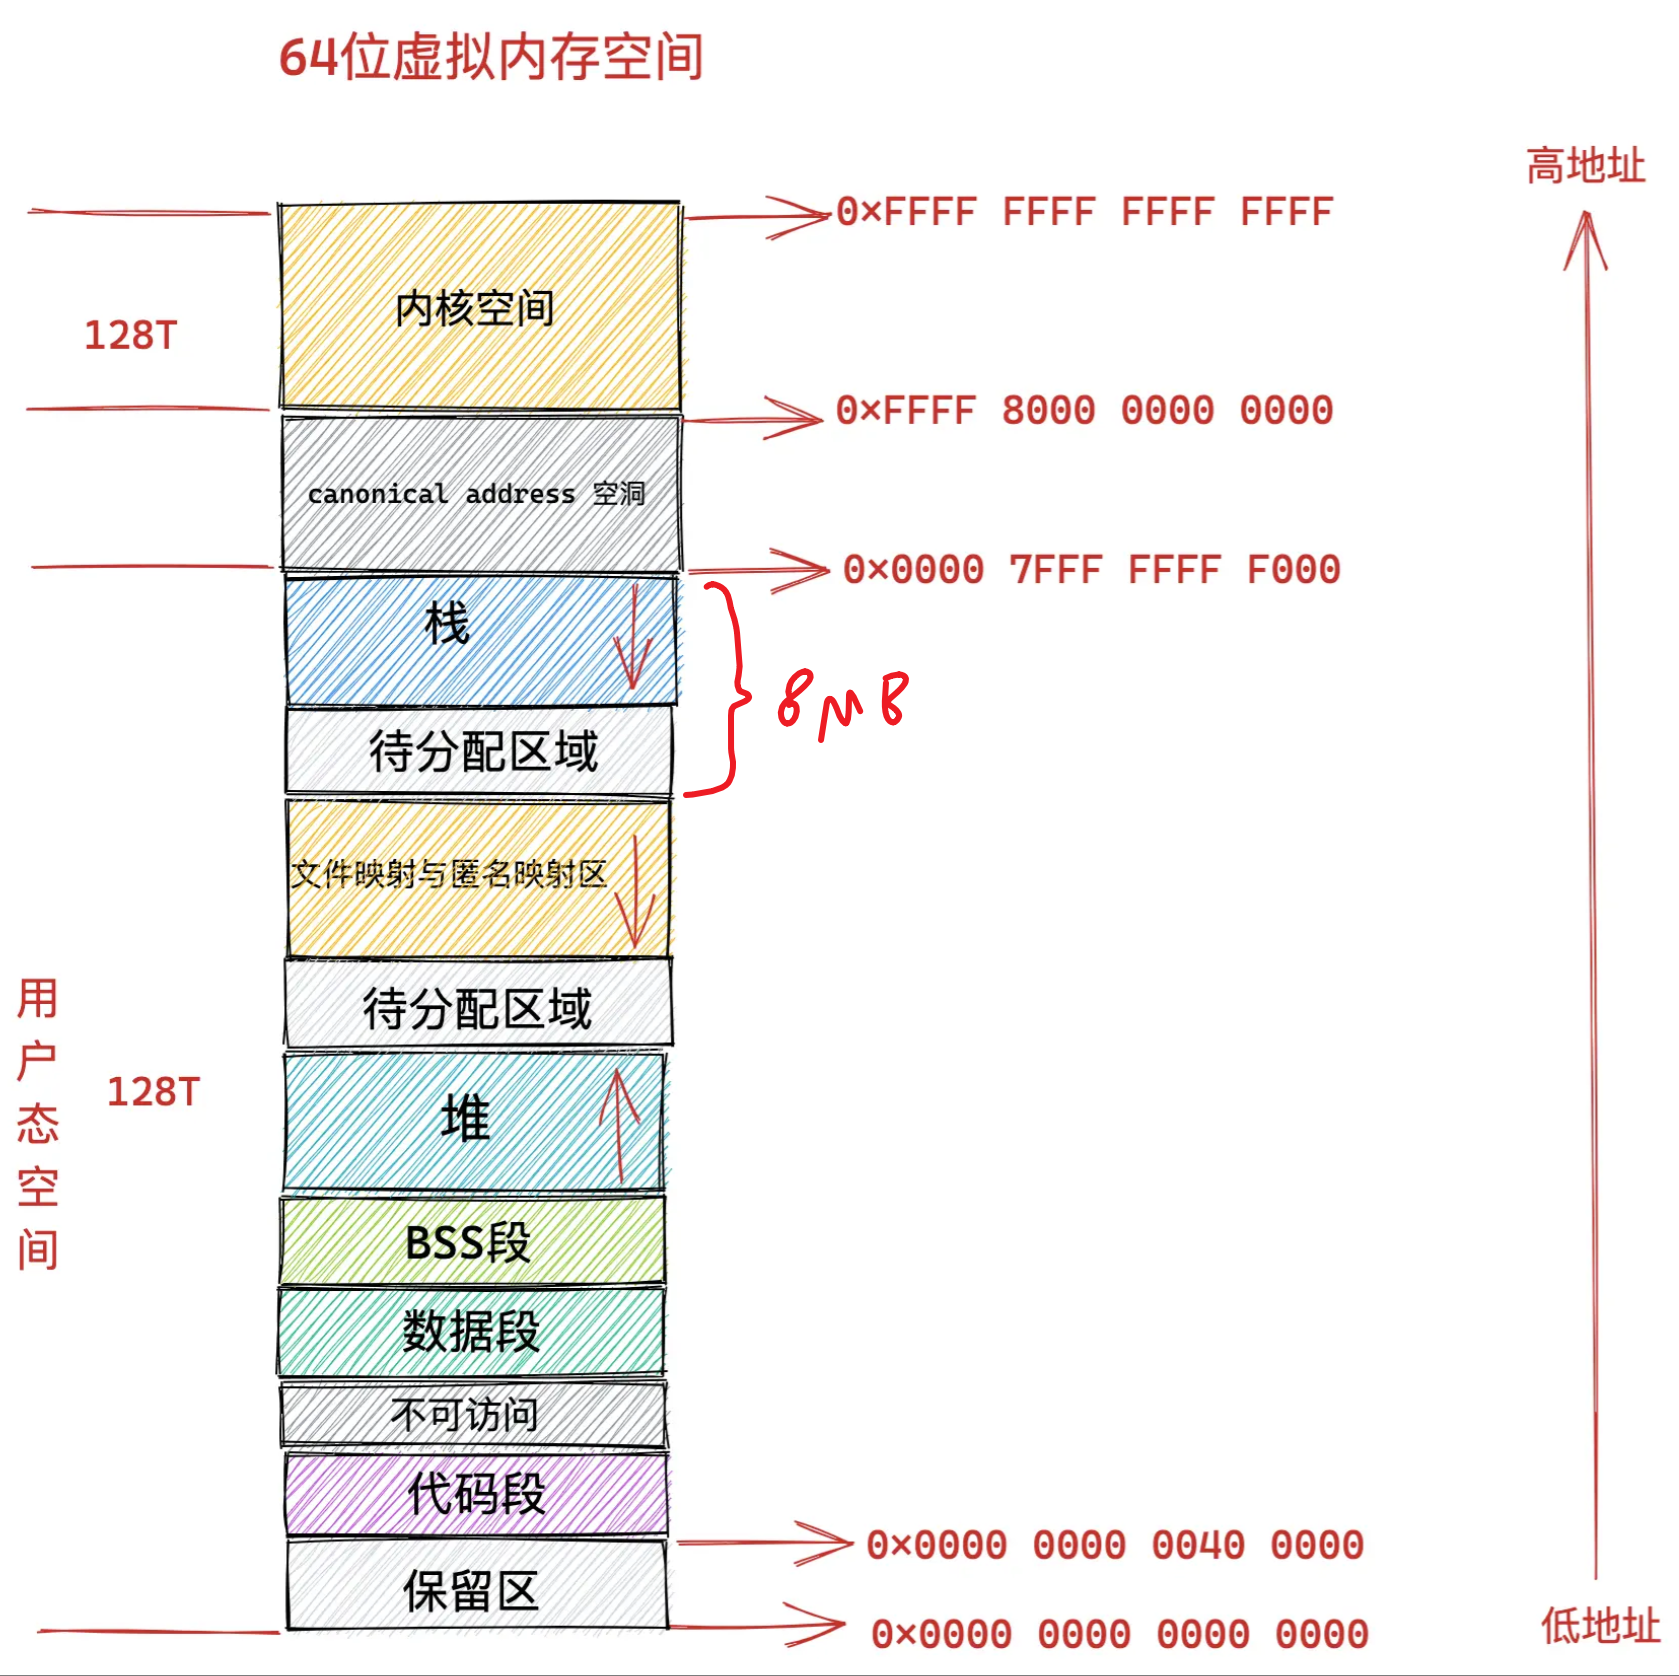 64位虚拟内存空间
高地址
0×FFFF FFFF FFFF FFFF
内核空间
128T
0×FFFF 8000 0000 0000
canonical address 空洞
0×0000 7FFF FFFF F000
栈
8MB
待分配区域
文件映射与匿名映射区
用户态空间
待分配区域
128T
堆
BSS段
数据段
不可访问
代码段
0×0000 0000 0040 0000
保留区
低地址
0×0000 0000 0000 0000